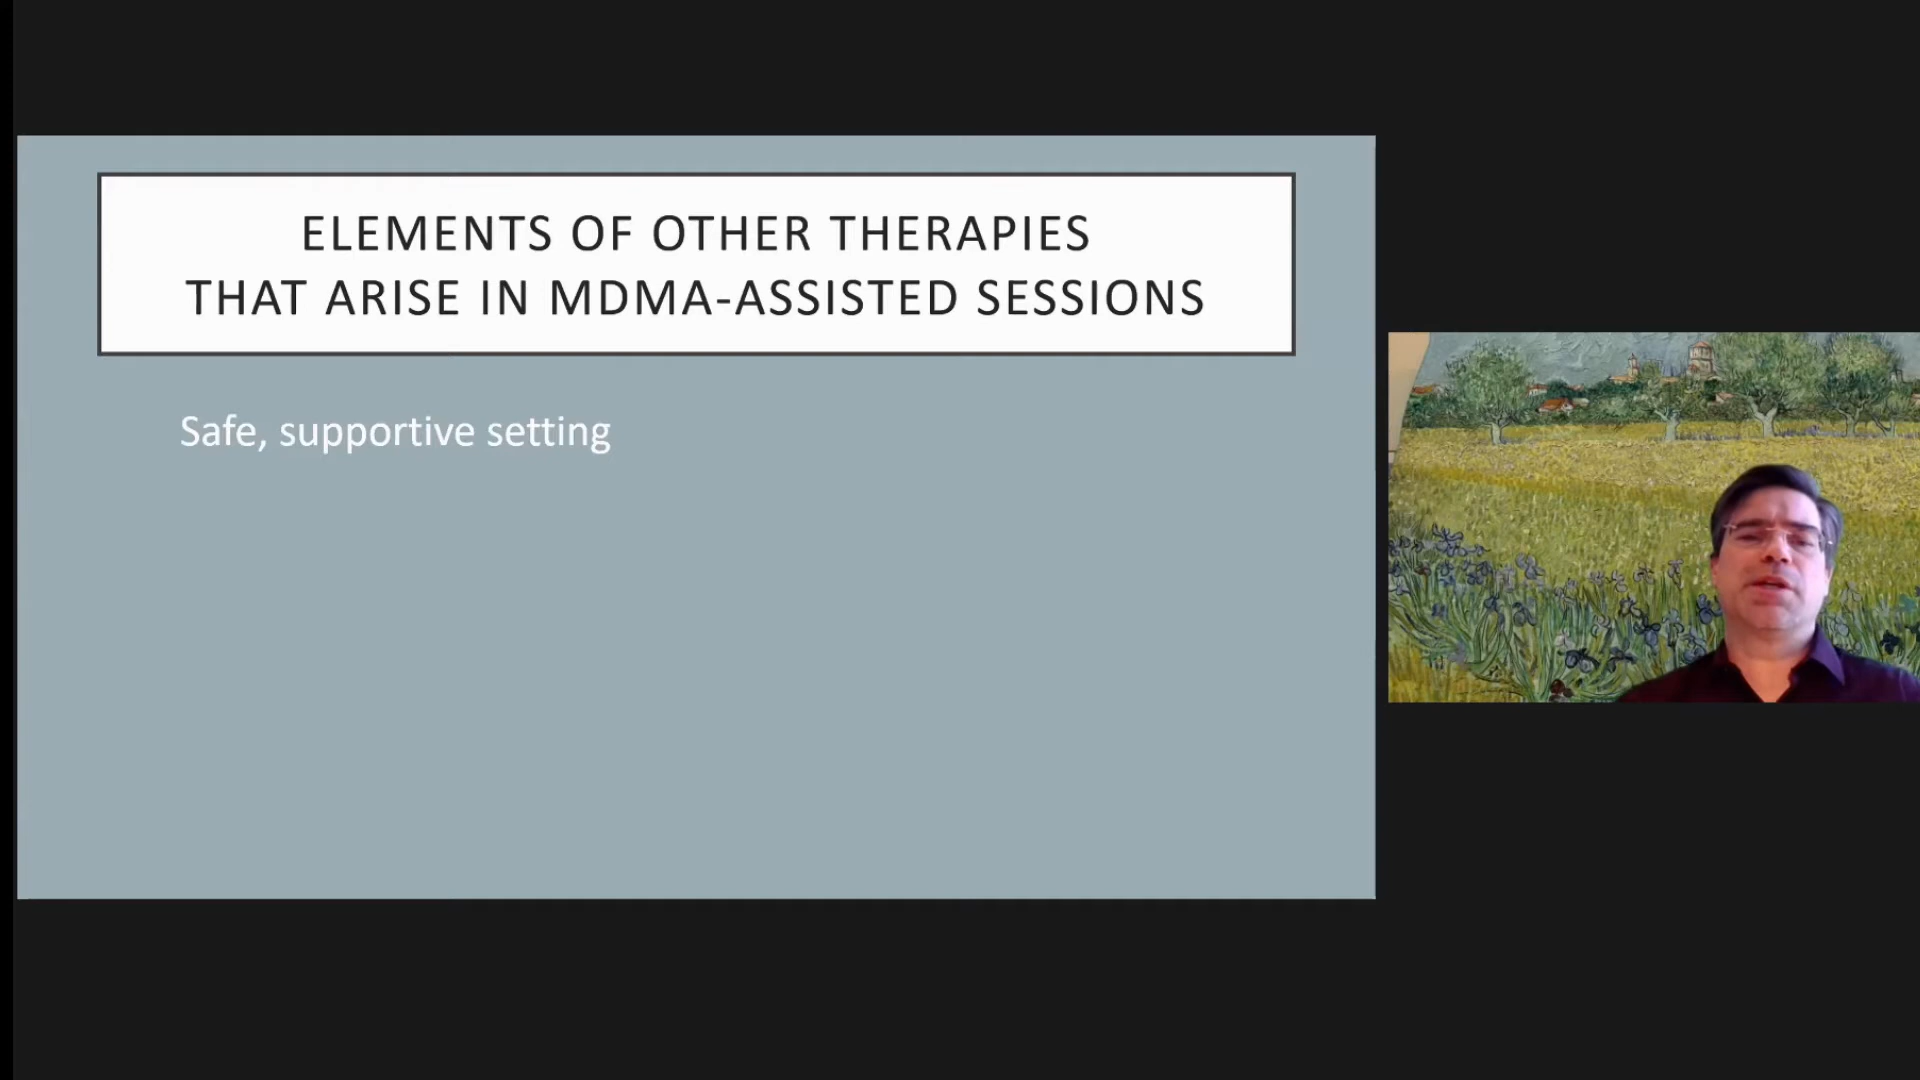 ELEMENTS OF OTHER THERAPIES
THAT ARISE IN MDMA-ASSISTED SESSIONS
Safe, supportive setting